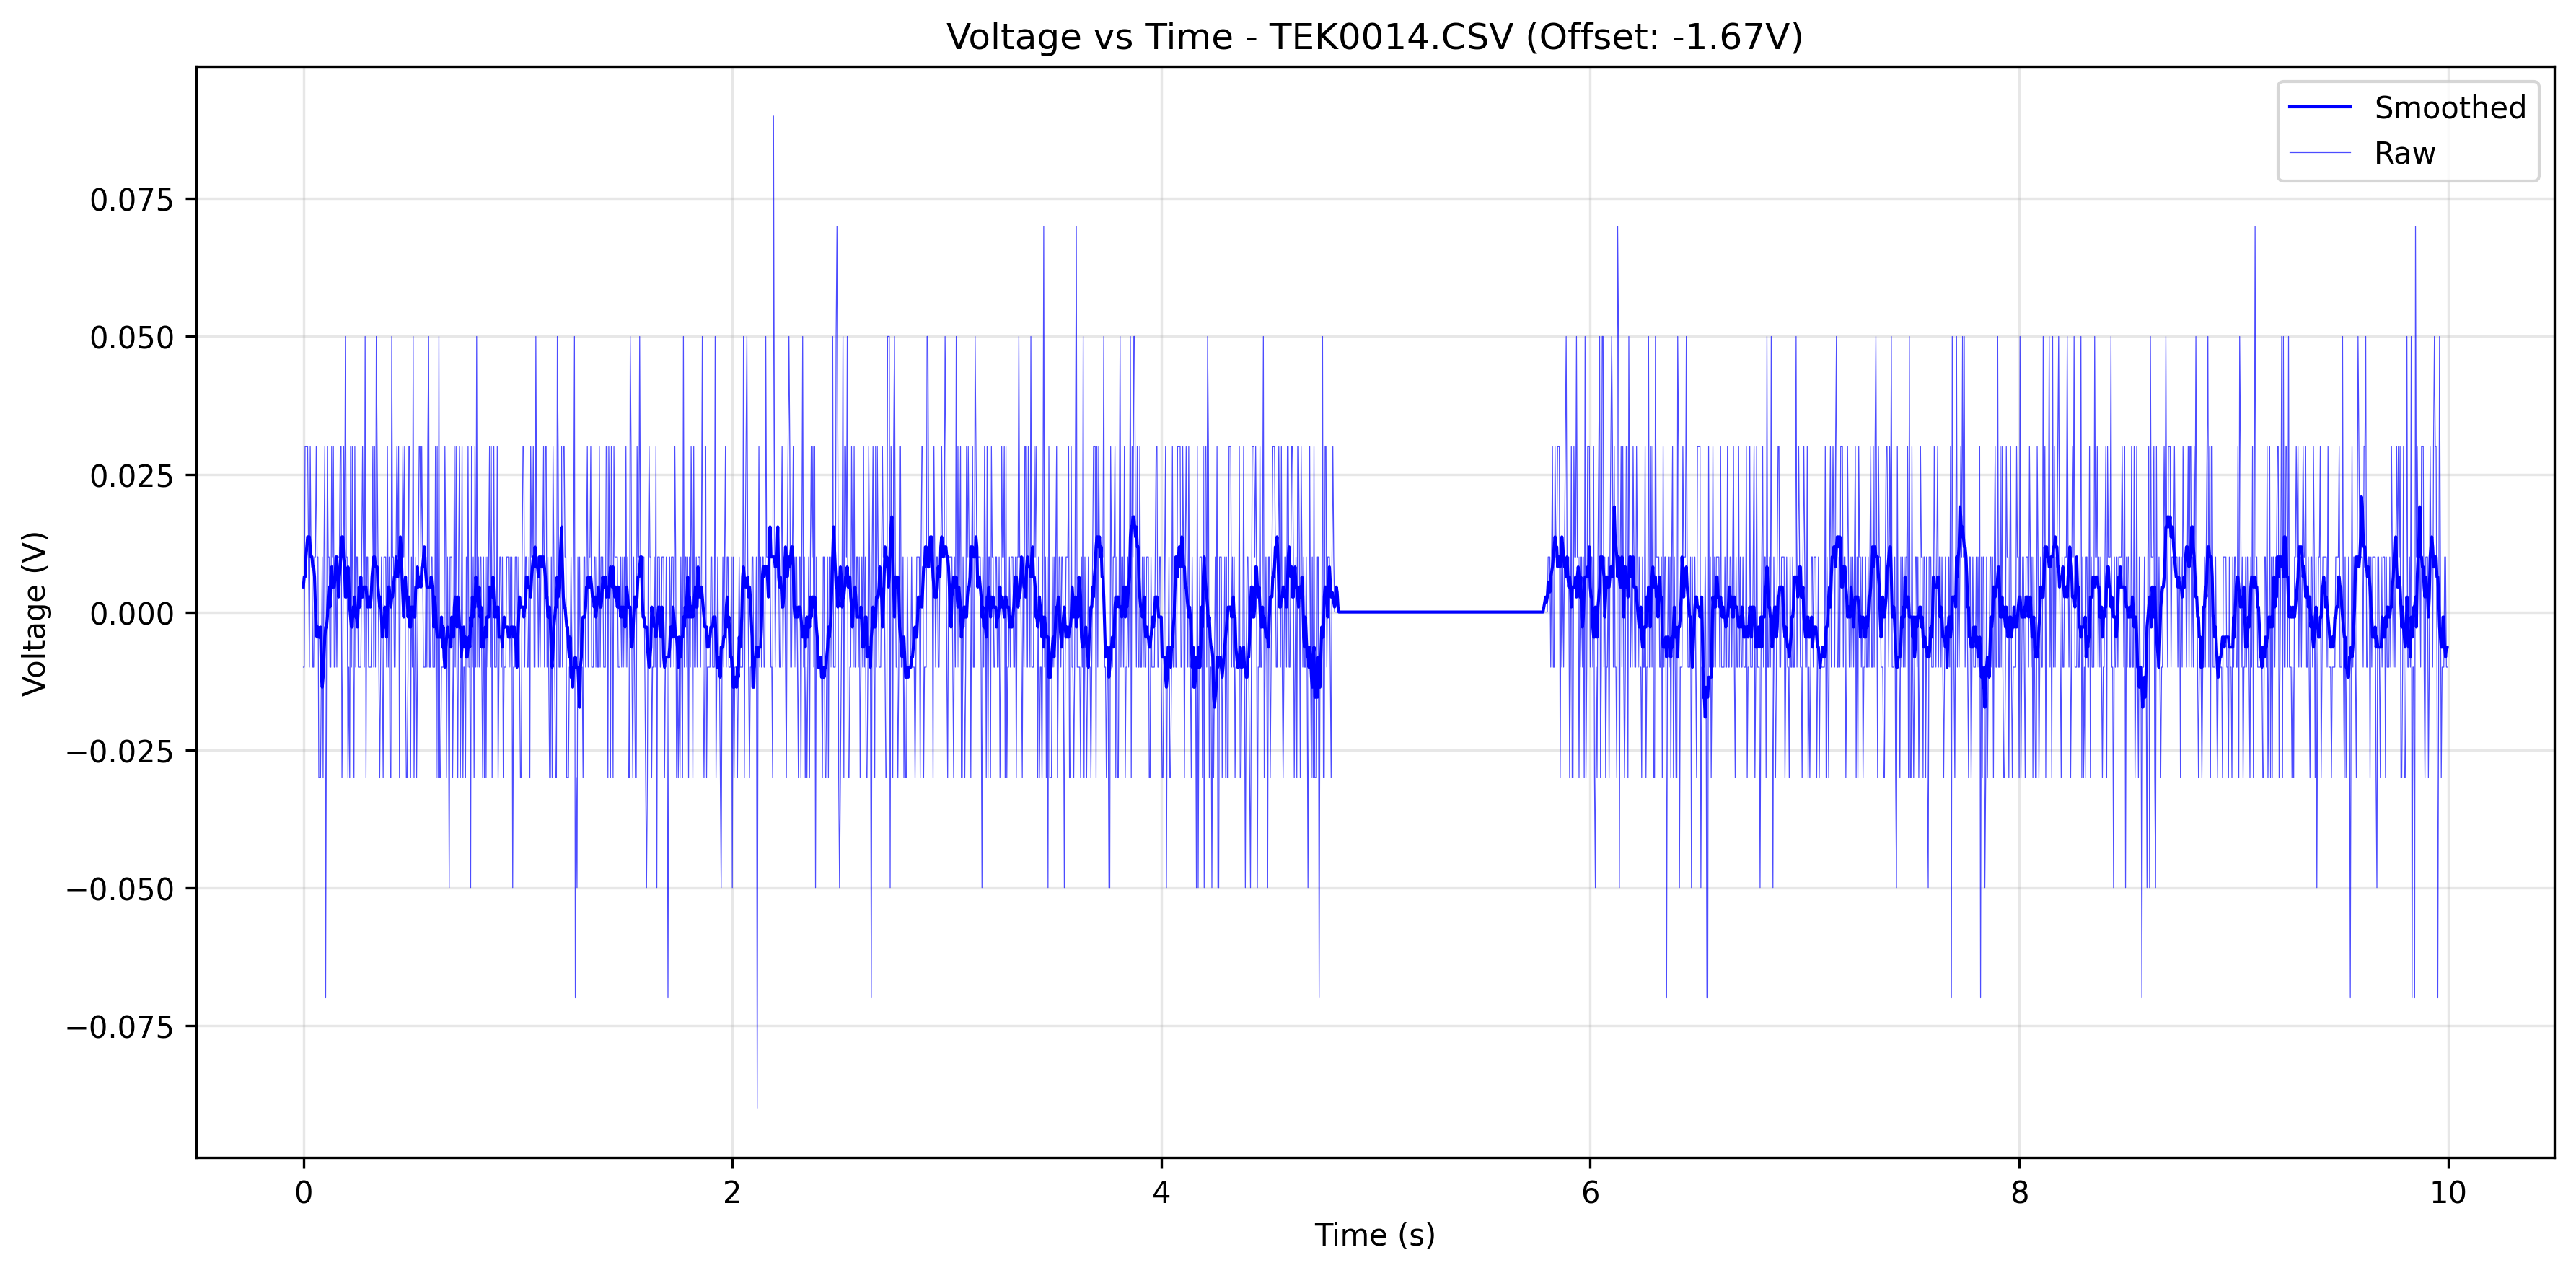 Voltage vs Time - TEK0014.CSV (Offset: -1.67V)
Smoothed
Raw
Voltage (V)
0.075
0.050
0.025
0.000
−0.025
−0.050
−0.075
0 2 4 6 8 10
Time (s)